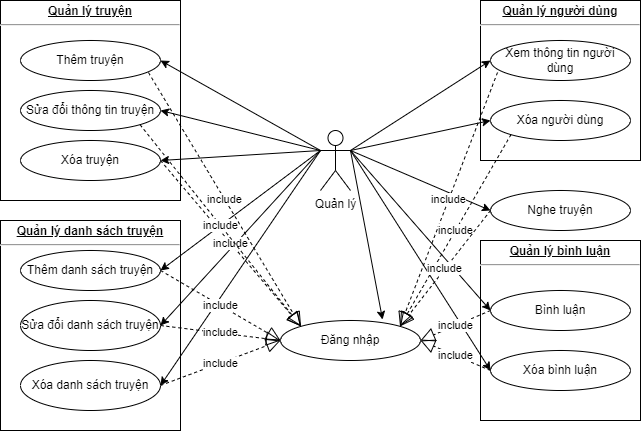 Quản lý truyện
Thêm truyện
Sửa đổi thông tin truyện
Xóa truyện
Quản lý danh sách truyện
Thêm danh sách truyện
Sửa đổi danh sách truyện
Xóa danh sách truyện
Quản lý
Đăng nhập
Quản lý người dùng
Xem thông tin người
dùng
Xóa người dùng
Nghe truyện
Quản lý bình luận
Bình luận
Xóa bình luận
include
include
include
include
include
include
include
include
include
include
include